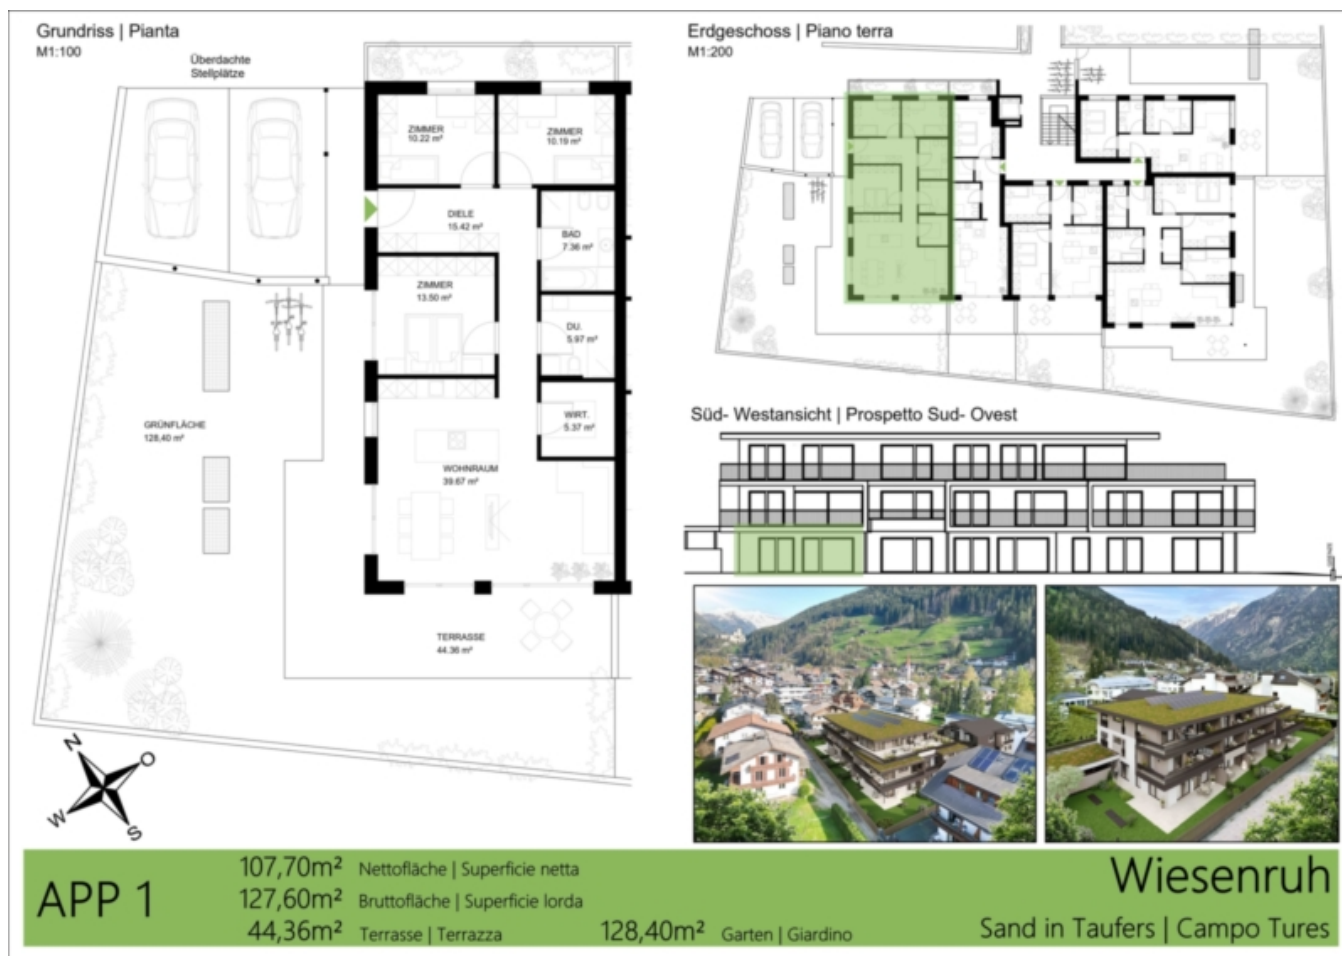 Grundriss | Pianta
M1:100
Überdachte
Stellplätze
ZIMMER
10.22 m²
ZIMMER
10.19 m²
DIELE
15.42 m²
BAD
7.36 m²
ZIMMER
13.50 m²
DU.
5.97 m²
WIRT.
5.37 m²
GRÜNFLÄCHE
128,40 m²
WOHNRAUM
39.67 m²
TERRASSE
44.36 m²
N
O
W
S
Erdgeschoss | Piano terra
M1:200
Süd- Westansicht | Prospetto Sud- Ovest
APP 1
107,70m² Nettofläche | Superficie netta
127,60m² Bruttofläche | Superficie lorda
44,36m² Terrasse | Terrazza
128,40m² Garten | Giardino
Wiesenruh
Sand in Taufers | Campo Tures